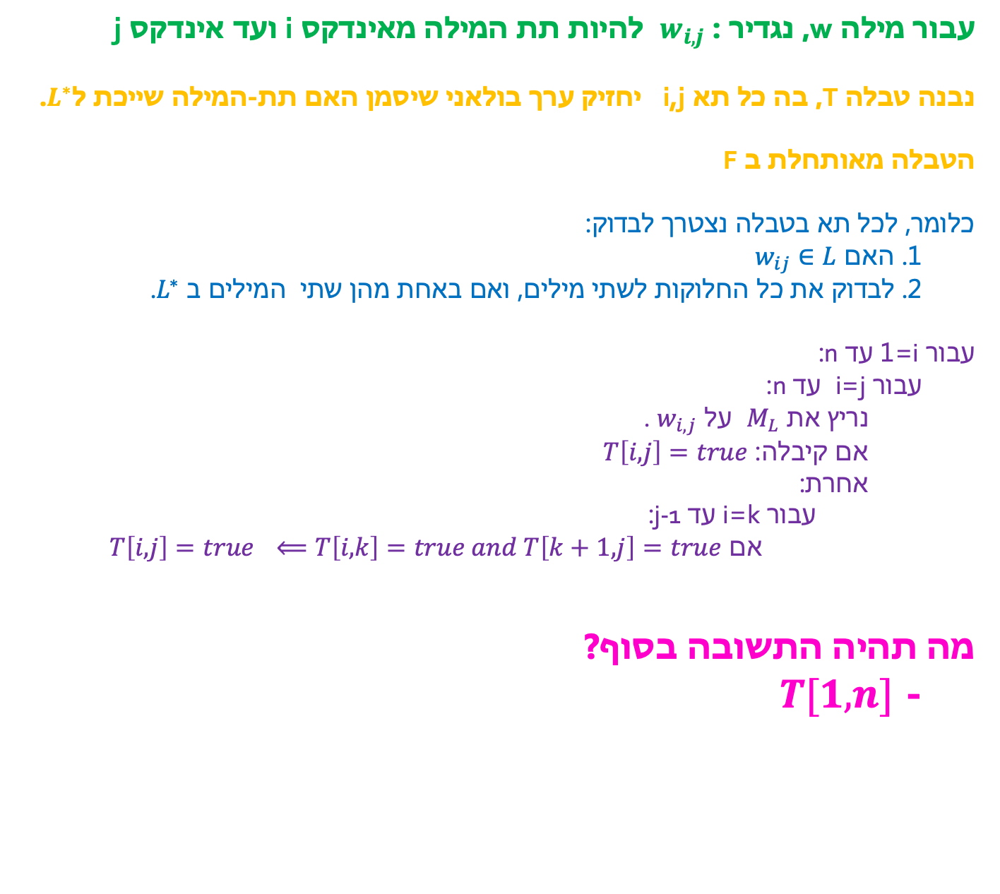 עבור מילה w, נגדיר : $w_{i,j}$ להיות תת המילה מאינדקס i ועד אינדקס j
נבנה טבלה T, בה כל תא i,j יחזיק ערך בולאני שיסמן האם תת-המילה שייכת ל$L^*$.
הטבלה מאותחלת ב F
כלומר, לכל תא בטבלה נצטרך לבדוק:
1. האם $w_{ij} \in L$
2. לבדוק את כל החלוקות לשתי מילים, ואם באחת מהן שתי המילים ב $L^*$.
עבור i=1 עד n:
עבור j=i עד n:
נריץ את $M_L$ על $w_{i,j}$ .
אם קיבלה: $T[i,j] = true$
אחרת:
עבור k=i עד j-1:
אם $T[i,k] = true\ and\ T[k+1,j] = true$ ⟸ $T[i,j] = true$
מה תהיה התשובה בסוף?
- $T[1,n]$